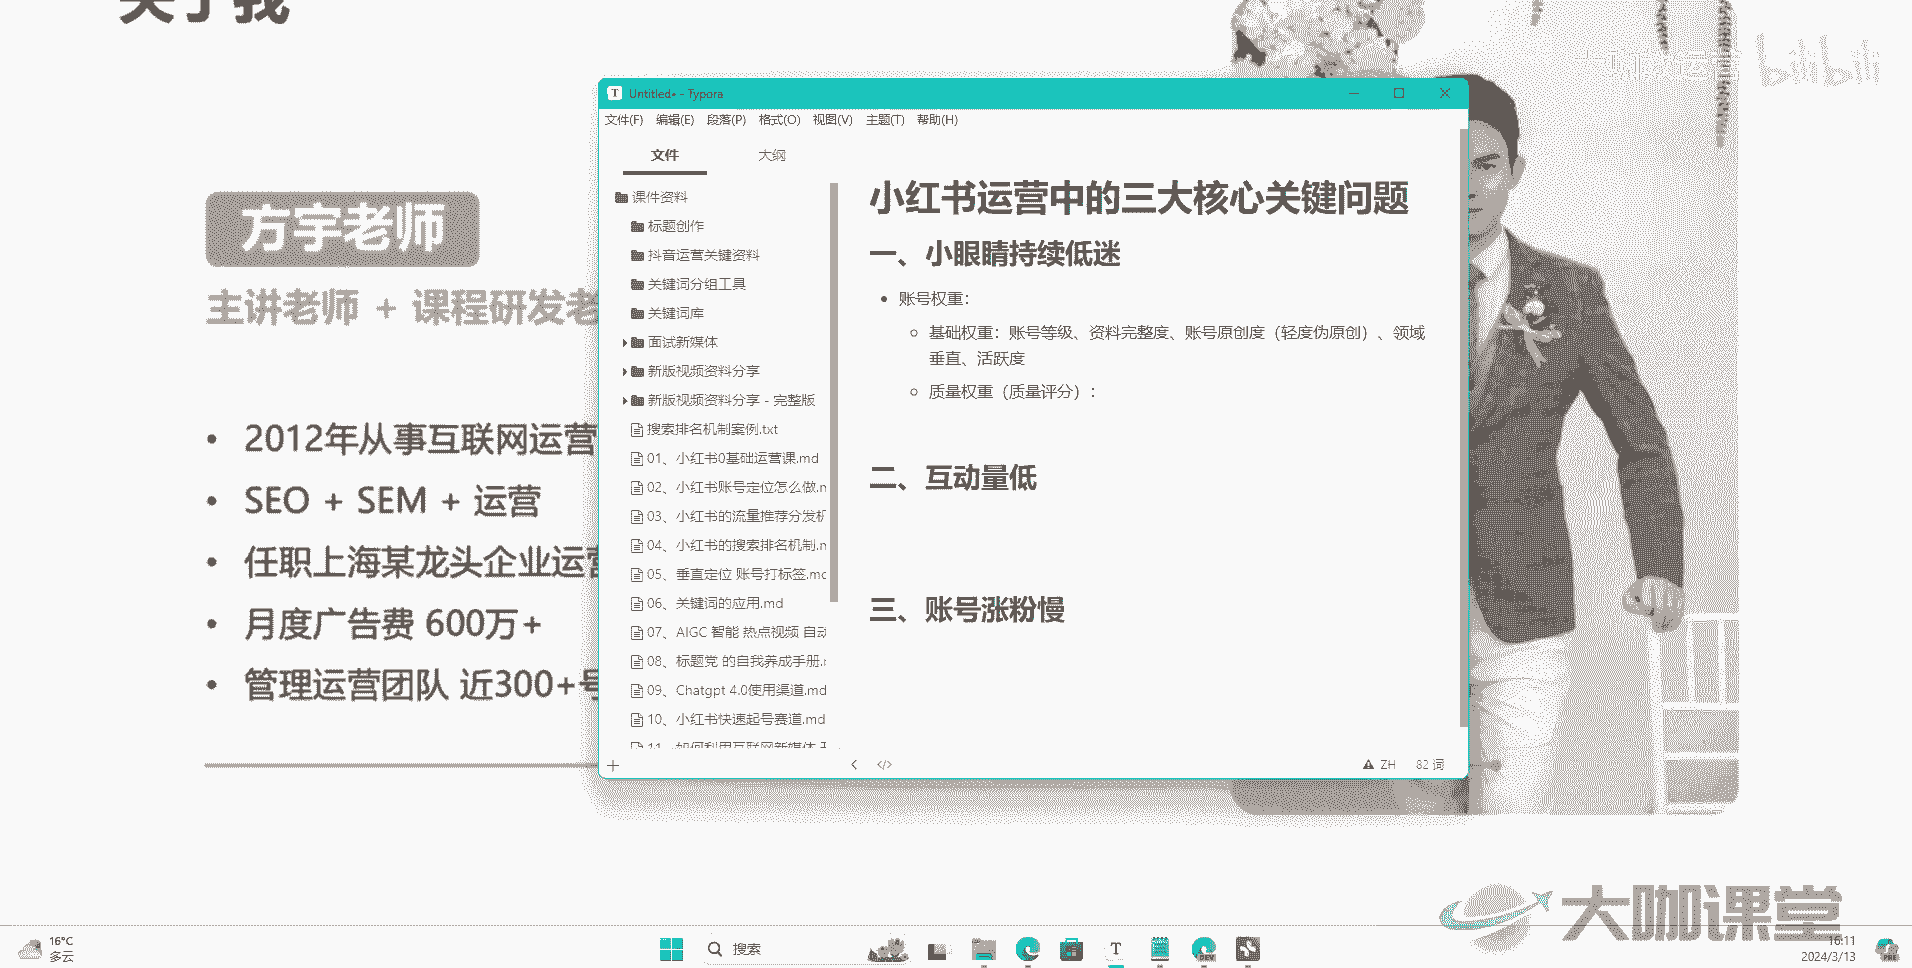 关于我
bilibili
方宇老师
主讲老师 + 课程研发老
2012年从事互联网运营
SEO + SEM + 运营
任职上海某龙头企业运营
月度广告费 600万+
管理运营团队 近300+号
Untitled• - Typora
文件(F) 编辑(E) 段落(P) 格式(O) 视图(V) 主题(T) 帮助(H)
文件 大纲
课件资料
标题创作
抖音运营关键资料
关键词分组工具
关键词库
面试新媒体
新版视频资料分享
新版视频资料分享 - 完整版
搜索排名机制案例.txt
01、小红书0基础运营课.md
02、小红书账号定位怎么做.m
03、小红书的流量推荐分发机
04、小红书的搜索排名机制.m
05、垂直定位 账号打标签.md
06、关键词的应用.md
07、AIGC 智能 热点视频 自动
08、标题党 的自我养成手册.m
09、Chatgpt 4.0使用渠道.md
10、小红书快速起号赛道.md
11、如何利用互联网新媒体
小红书运营中的三大核心关键问题
一、小眼睛持续低迷
账号权重：
基础权重：账号等级、资料完整度、账号原创度（轻度伪原创）、领域
垂直、活跃度
质量权重（质量评分）：
二、互动量低
三、账号涨粉慢
ZH 82 词
大咖课堂
16°C
多云
搜索
16:11
2024/3/13